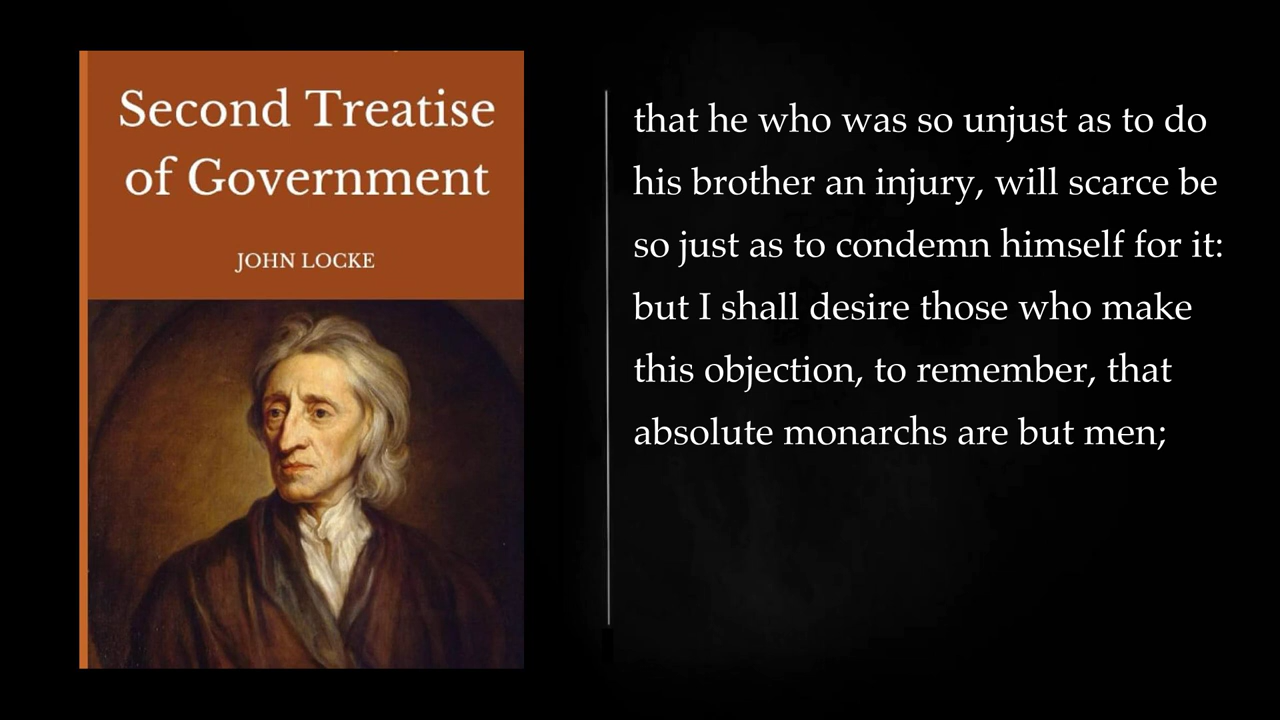 Second Treatise
of Government
JOHN LOCKE
that he who was so unjust as to do
his brother an injury, will scarce be
so just as to condemn himself for it:
but I shall desire those who make
this objection, to remember, that
absolute monarchs are but men;